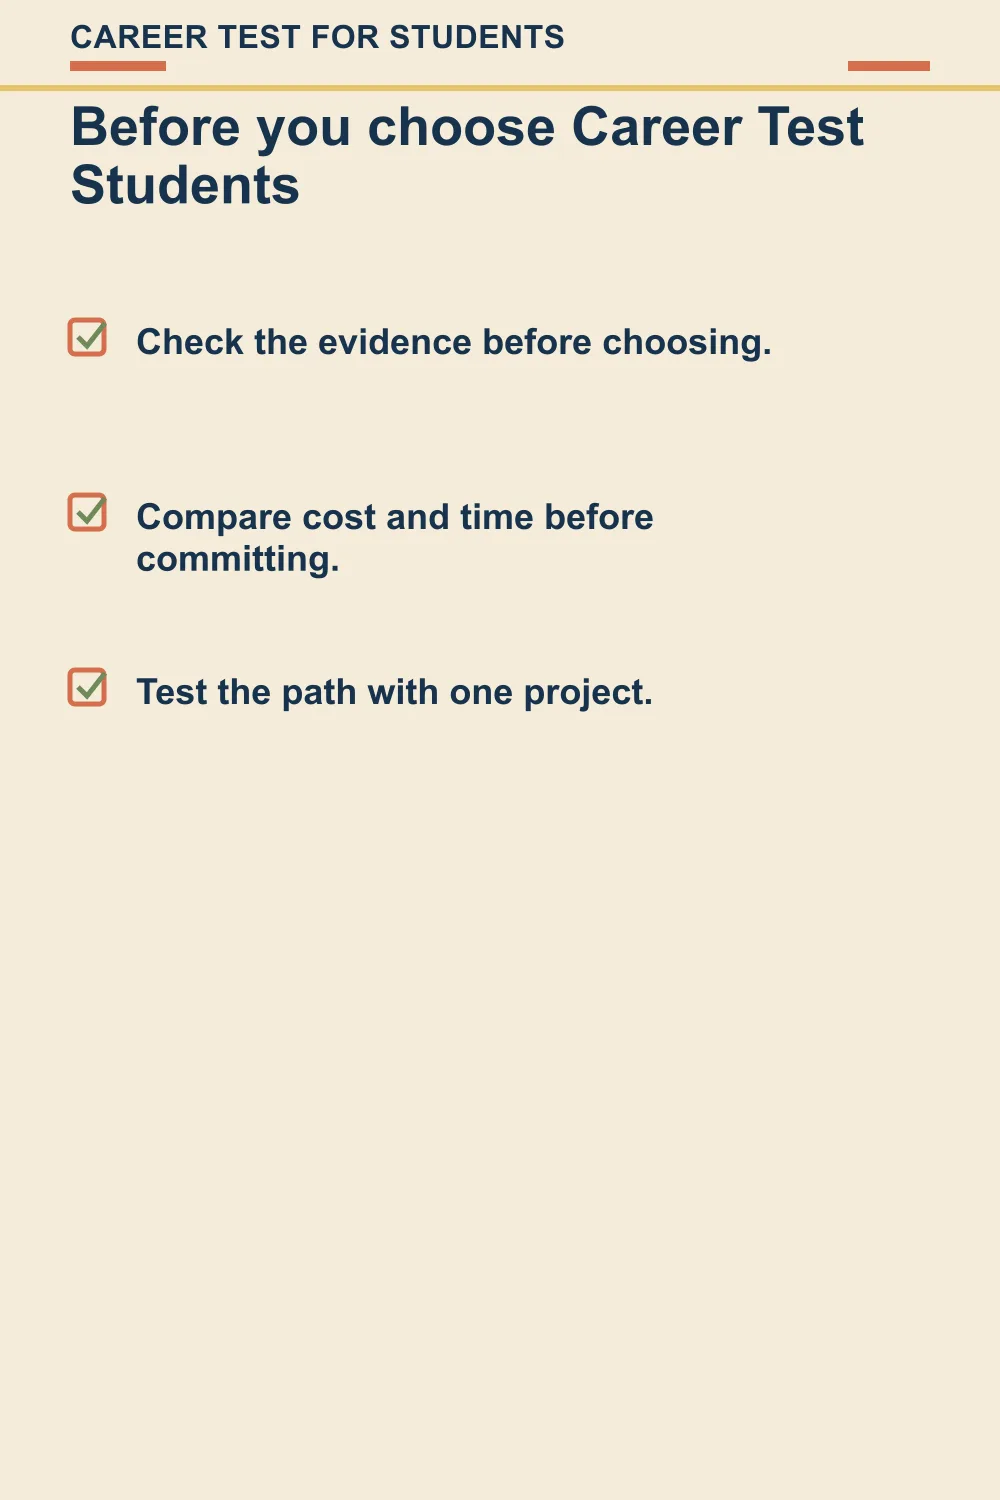 CAREER TEST FOR STUDENTS
Before you choose Career Test
Students
Check the evidence before choosing.
Compare cost and time before
committing.
Test the path with one project.